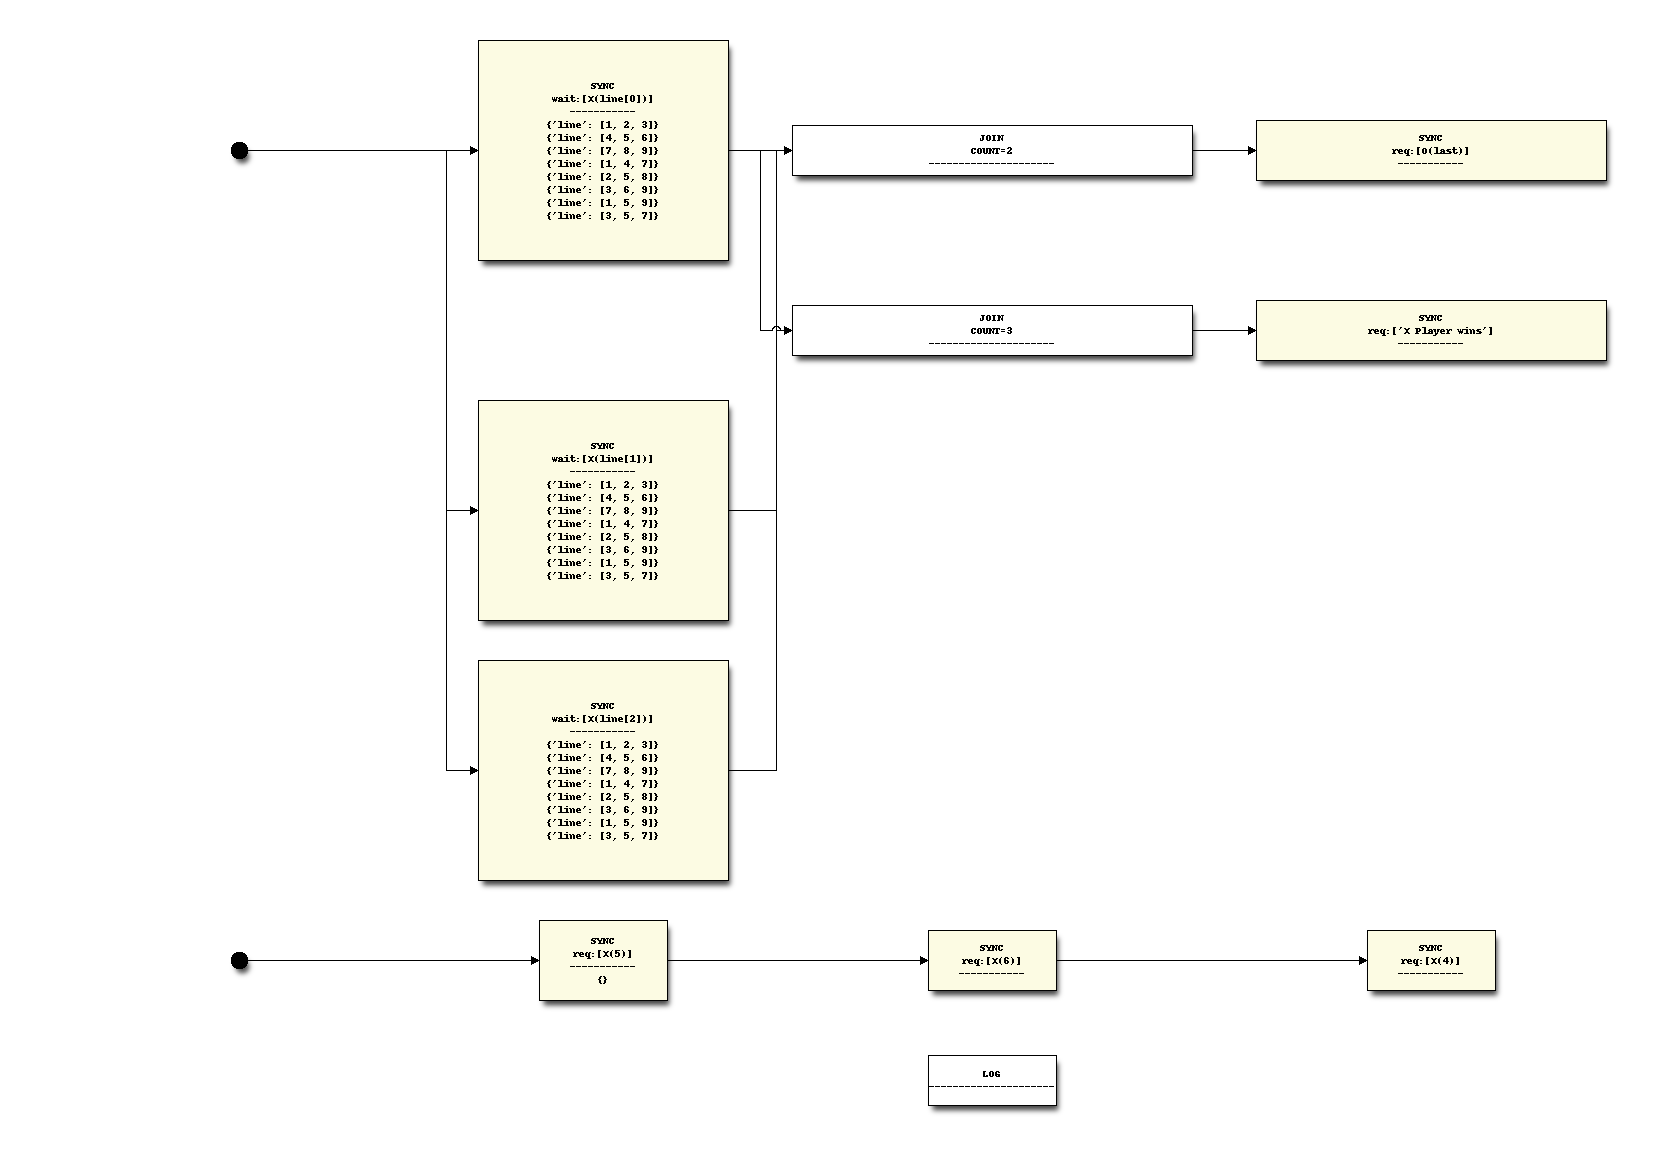 SYNC
wait:[X(line[0])]
-----------
{'line': [1, 2, 3]}
{'line': [4, 5, 6]}
{'line': [7, 8, 9]}
{'line': [1, 4, 7]}
{'line': [2, 5, 8]}
{'line': [3, 6, 9]}
{'line': [1, 5, 9]}
{'line': [3, 5, 7]}
JOIN
COUNT=2
---------------------
SYNC
req:[O(last)]
-----------
JOIN
COUNT=3
---------------------
SYNC
req:['X Player wins']
-----------
SYNC
wait:[X(line[1])]
-----------
{'line': [1, 2, 3]}
{'line': [4, 5, 6]}
{'line': [7, 8, 9]}
{'line': [1, 4, 7]}
{'line': [2, 5, 8]}
{'line': [3, 6, 9]}
{'line': [1, 5, 9]}
{'line': [3, 5, 7]}
SYNC
wait:[X(line[2])]
-----------
{'line': [1, 2, 3]}
{'line': [4, 5, 6]}
{'line': [7, 8, 9]}
{'line': [1, 4, 7]}
{'line': [2, 5, 8]}
{'line': [3, 6, 9]}
{'line': [1, 5, 9]}
{'line': [3, 5, 7]}
SYNC
req:[X(5)]
-----------
{}
SYNC
req:[X(6)]
-----------
SYNC
req:[X(4)]
-----------
LOG
---------------------